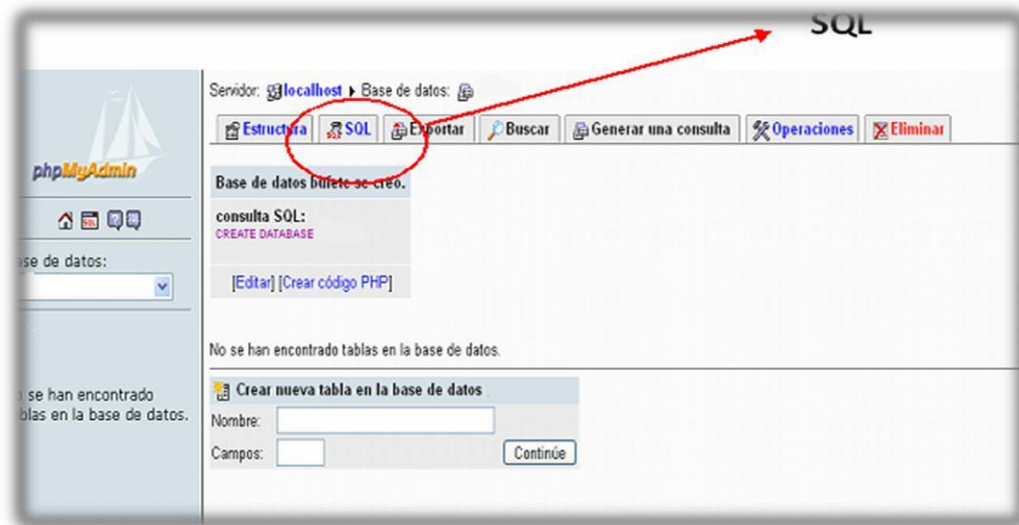 SQL
Servidor: localhost ▸ Base de datos:
Estructura SQL Exportar Buscar Generar una consulta Operaciones Eliminar
phpMyAdmin
Base de datos bufete se creó.
consulta SQL:
CREATE DATABASE
ase de datos:
[Editar] [Crear código PHP]
No se han encontrado tablas en la base de datos.
se han encontrado
blas en la base de datos.
Crear nueva tabla en la base de datos
Nombre:
Campos:
Continúe